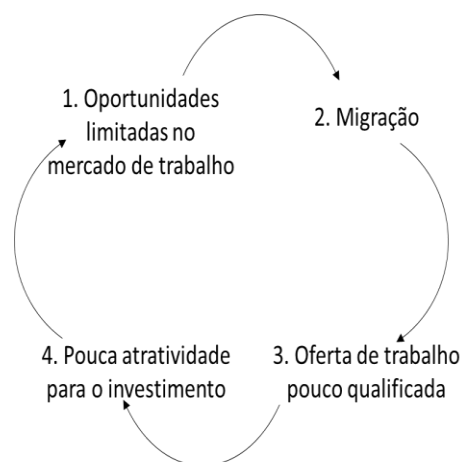 1. Oportunidades
limitadas no
mercado de trabalho
2. Migração
3. Oferta de trabalho
pouco qualificada
4. Pouca atratividade
para o investimento